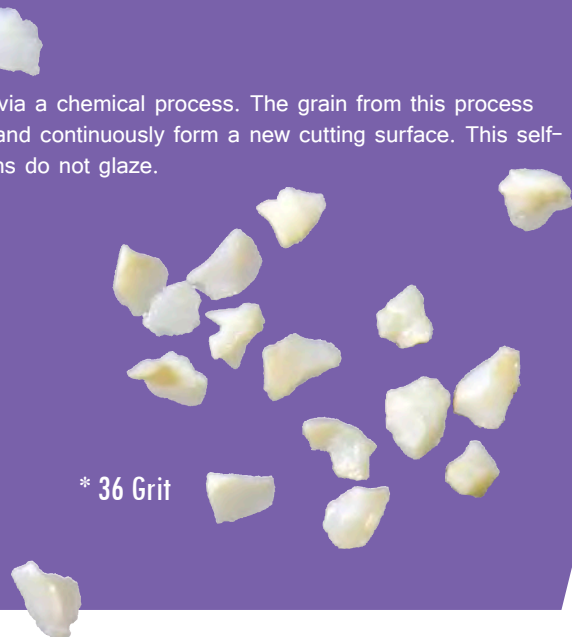 via a chemical process. The grain from this process
and continuously form a new cutting surface. This self-
do not glaze.
* 36 Grit